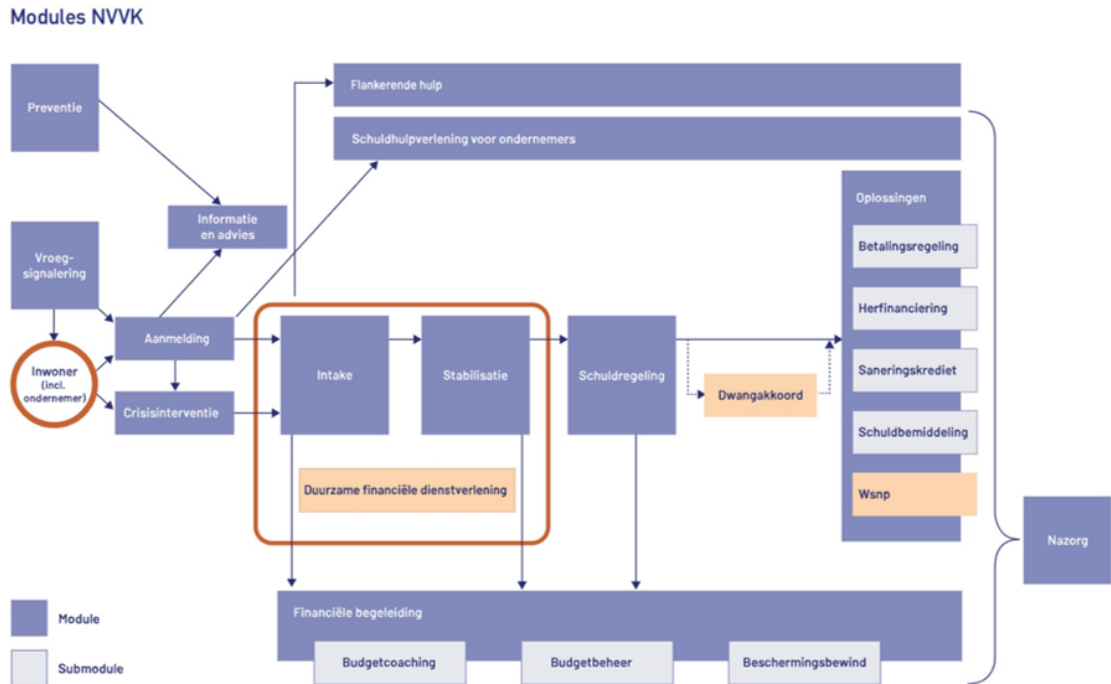 Modules NVVK
Preventie
Flankerende hulp
Schuldhulpverlening voor ondernemers
Informatie
en advies
Vroeg-
signalering
Aanmelding
Inwoner
(incl.
ondernemer)
Crisisinterventie
Intake
Stabilisatie
Duurzame financiële dienstverlening
Schuldregeling
Dwangakkoord
Oplossingen
Betalingsregeling
Herfinanciering
Saneringskrediet
Schuldbemiddeling
Wsnp
Nazorg
Financiële begeleiding
Budgetcoaching
Budgetbeheer
Beschermingsbewind
Module
Submodule